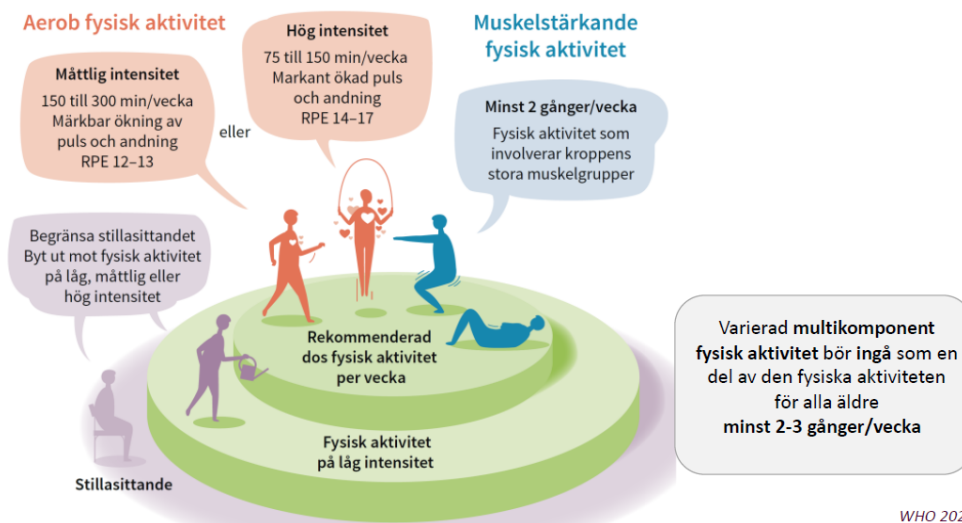 Aerob fysisk aktivitet
Måttlig intensitet
150 till 300 min/vecka
Märkbar ökning av
puls och andning
RPE 12–13
eller
Hög intensitet
75 till 150 min/vecka
Markant ökad puls
och andning
RPE 14–17
Muskelstärkande
fysisk aktivitet
Minst 2 gånger/vecka
Fysisk aktivitet som
involverar kroppens
stora muskelgrupper
Begränsa stillasittandet
Byt ut mot fysisk aktivitet
på låg, måttlig eller
hög intensitet
Rekommenderad
dos fysisk aktivitet
per vecka
Fysisk aktivitet
på låg intensitet
Stillasittande
Varierad multikomponent
fysisk aktivitet bör ingå som en
del av den fysiska aktiviteten
för alla äldre
minst 2-3 gånger/vecka
WHO 202